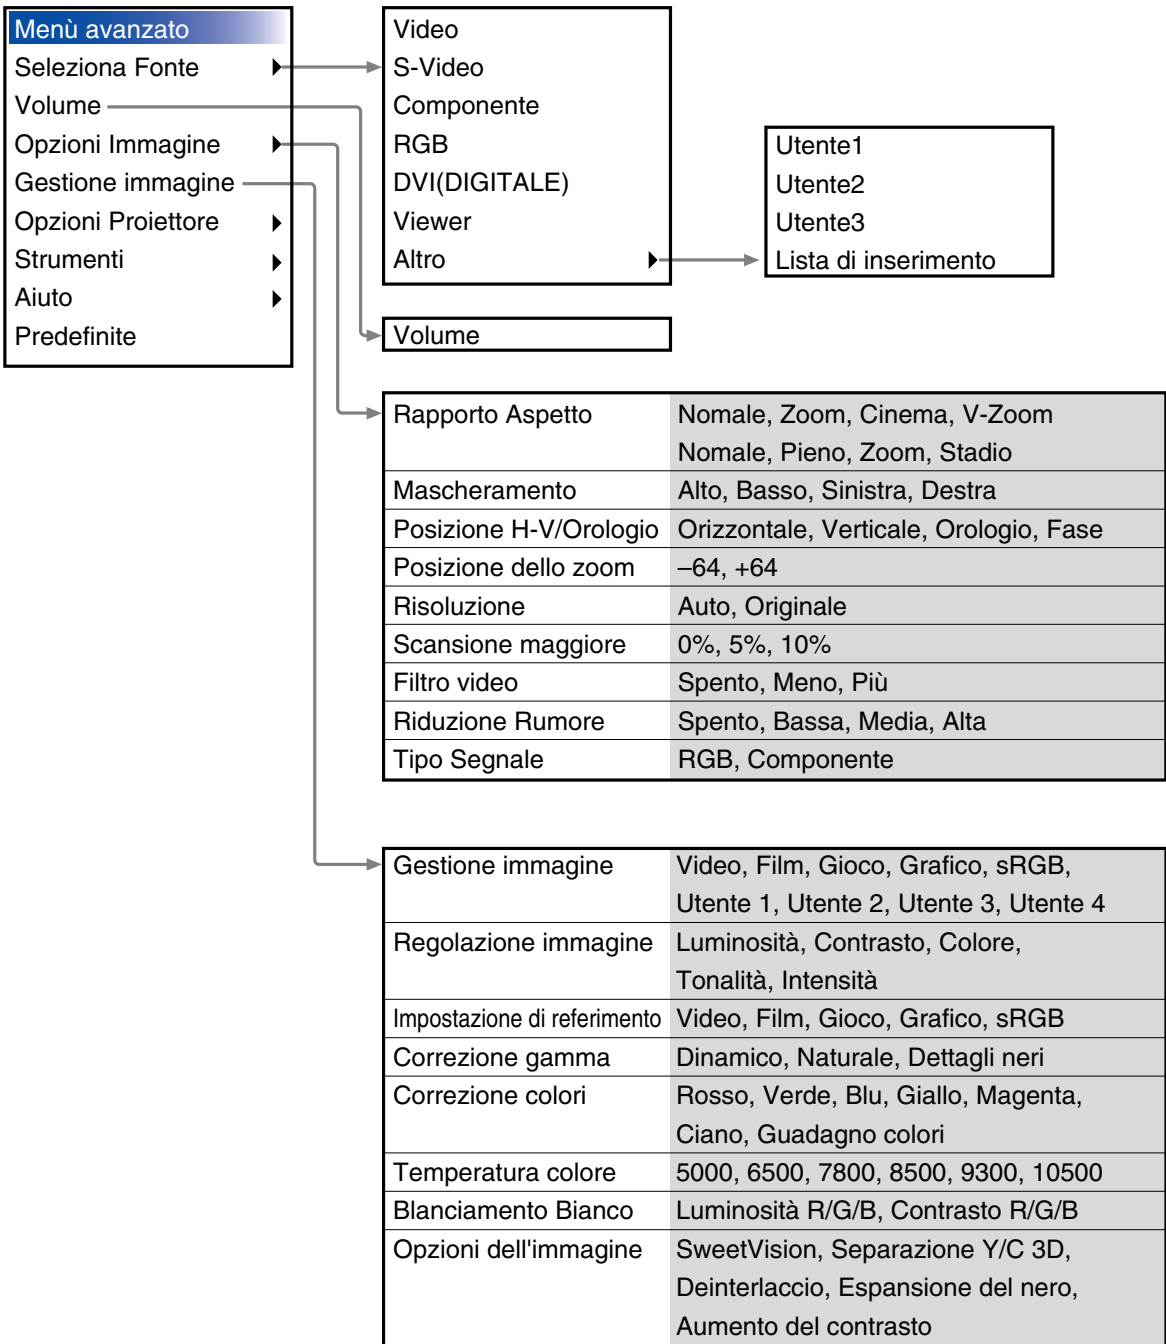 Menù avanzato
Seleziona Fonte
Volume
Opzioni Immagine
Gestione immagine
Opzioni Proiettore
Strumenti
Aiuto
Predefinite
Video
S-Video
Componente
RGB
DVI(DIGITALE)
Viewer
Altro
Utente1
Utente2
Utente3
Lista di inserimento
Volume
Rapporto Aspetto Nomale, Zoom, Cinema, V-Zoom
Nomale, Pieno, Zoom, Stadio
Mascheramento Alto, Basso, Sinistra, Destra
Posizione H-V/Orologio Orizzontale, Verticale, Orologio, Fase
Posizione dello zoom –64, +64
Risoluzione Auto, Originale
Scansione maggiore 0%, 5%, 10%
Filtro video Spento, Meno, Più
Riduzione Rumore Spento, Bassa, Media, Alta
Tipo Segnale RGB, Componente
Gestione immagine Video, Film, Gioco, Grafico, sRGB,
Utente 1, Utente 2, Utente 3, Utente 4
Regolazione immagine Luminosità, Contrasto, Colore,
Tonalità, Intensità
Impostazione di referimento Video, Film, Gioco, Grafico, sRGB
Correzione gamma Dinamico, Naturale, Dettagli neri
Correzione colori Rosso, Verde, Blu, Giallo, Magenta,
Ciano, Guadagno colori
Temperatura colore 5000, 6500, 7800, 8500, 9300, 10500
Blanciamento Bianco Luminosità R/G/B, Contrasto R/G/B
Opzioni dell'immagine SweetVision, Separazione Y/C 3D,
Deinterlaccio, Espansione del nero,
Aumento del contrasto